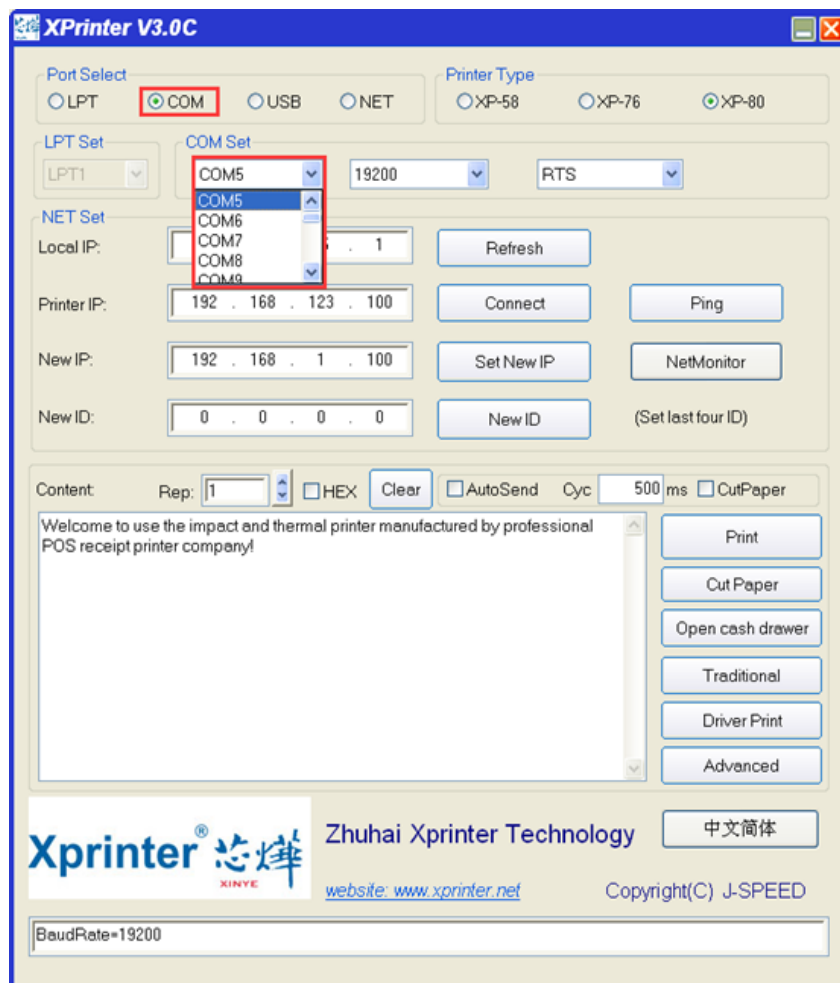 XPrinter V3.0C
Port Select
Printer Type
LPT COM USB NET
XP-58 XP-76 XP-80
LPT Set
COM Set
LPT1
COM5 19200 RTS
COM5
COM6
COM7
COM8
COM9
NET Set
Local IP: . 1 Refresh
Printer IP: 192 . 168 . 123 . 100 Connect Ping
New IP: 192 . 168 . 1 . 100 Set New IP NetMonitor
New ID: 0 . 0 . 0 . 0 New ID (Set last four ID)
Content: Rep: 1 HEX Clear AutoSend Cyc 500 ms CutPaper
Welcome to use the impact and thermal printer manufactured by professional
POS receipt printer company!
Print
Cut Paper
Open cash drawer
Traditional
Driver Print
Advanced
Xprinter® 芯烨
XINYE
Zhuhai Xprinter Technology
中文简体
website: www.xprinter.net
Copyright(C) J-SPEED
BaudRate=19200